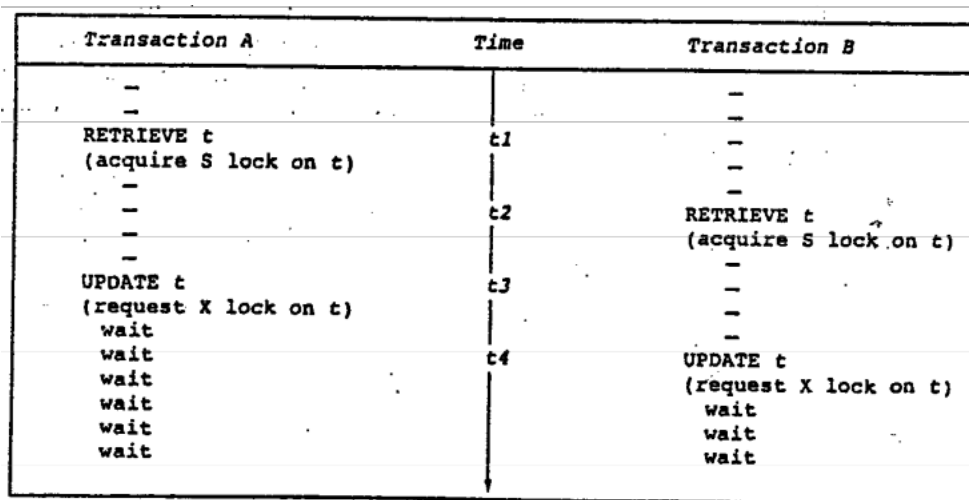 Transaction A Time Transaction B
–
–
–
–
RETRIEVE t t1 –
(acquire S lock on t) –
–
–
– t2 RETRIEVE t
– (acquire S lock on t)
–
–
UPDATE t t3 –
(request X lock on t) –
wait –
wait t4 UPDATE t
wait (request X lock on t)
wait wait
wait wait
wait wait